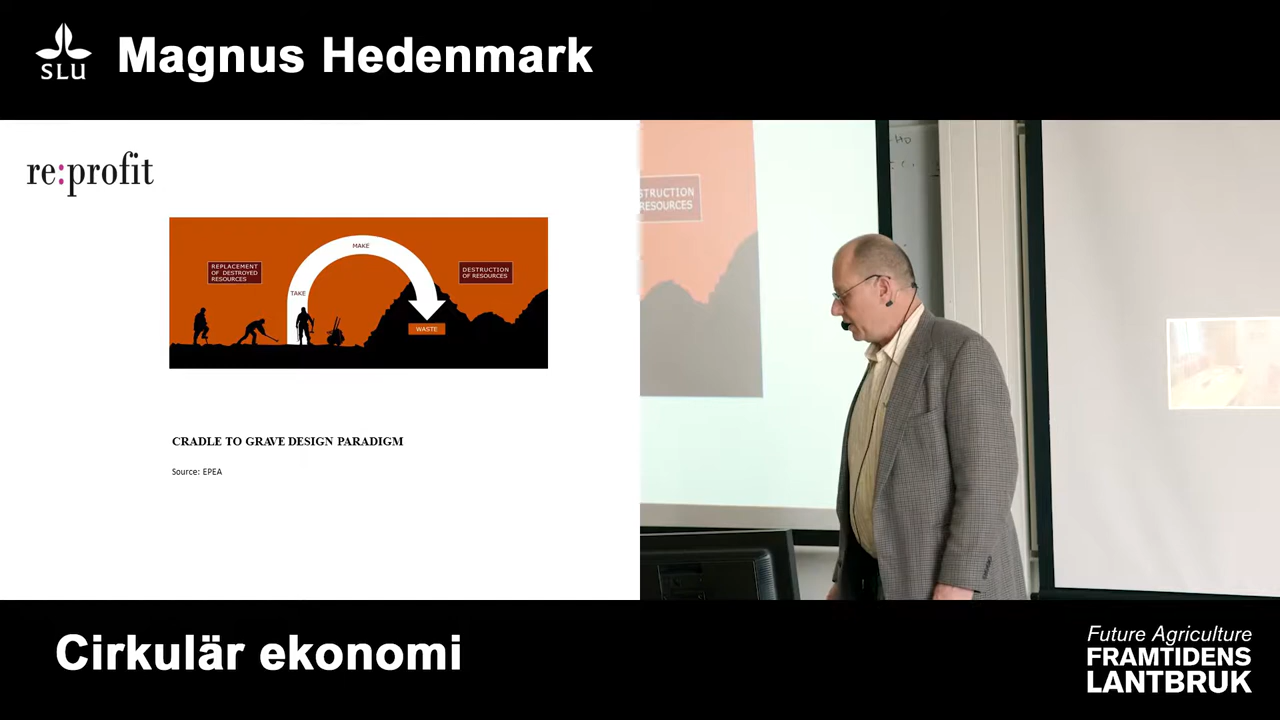 SLU
Magnus Hedenmark
re:profit
MAKE
REPLACEMENT
OF DESTROYED
RESOURCES
DESTRUCTION
OF RESOURCES
TAKE
WASTE
CRADLE TO GRAVE DESIGN PARADIGM
Source: EPEA
STRUCTION
RESOURCES
Cirkulär ekonomi
Future Agriculture
FRAMTIDENS
LANTBRUK